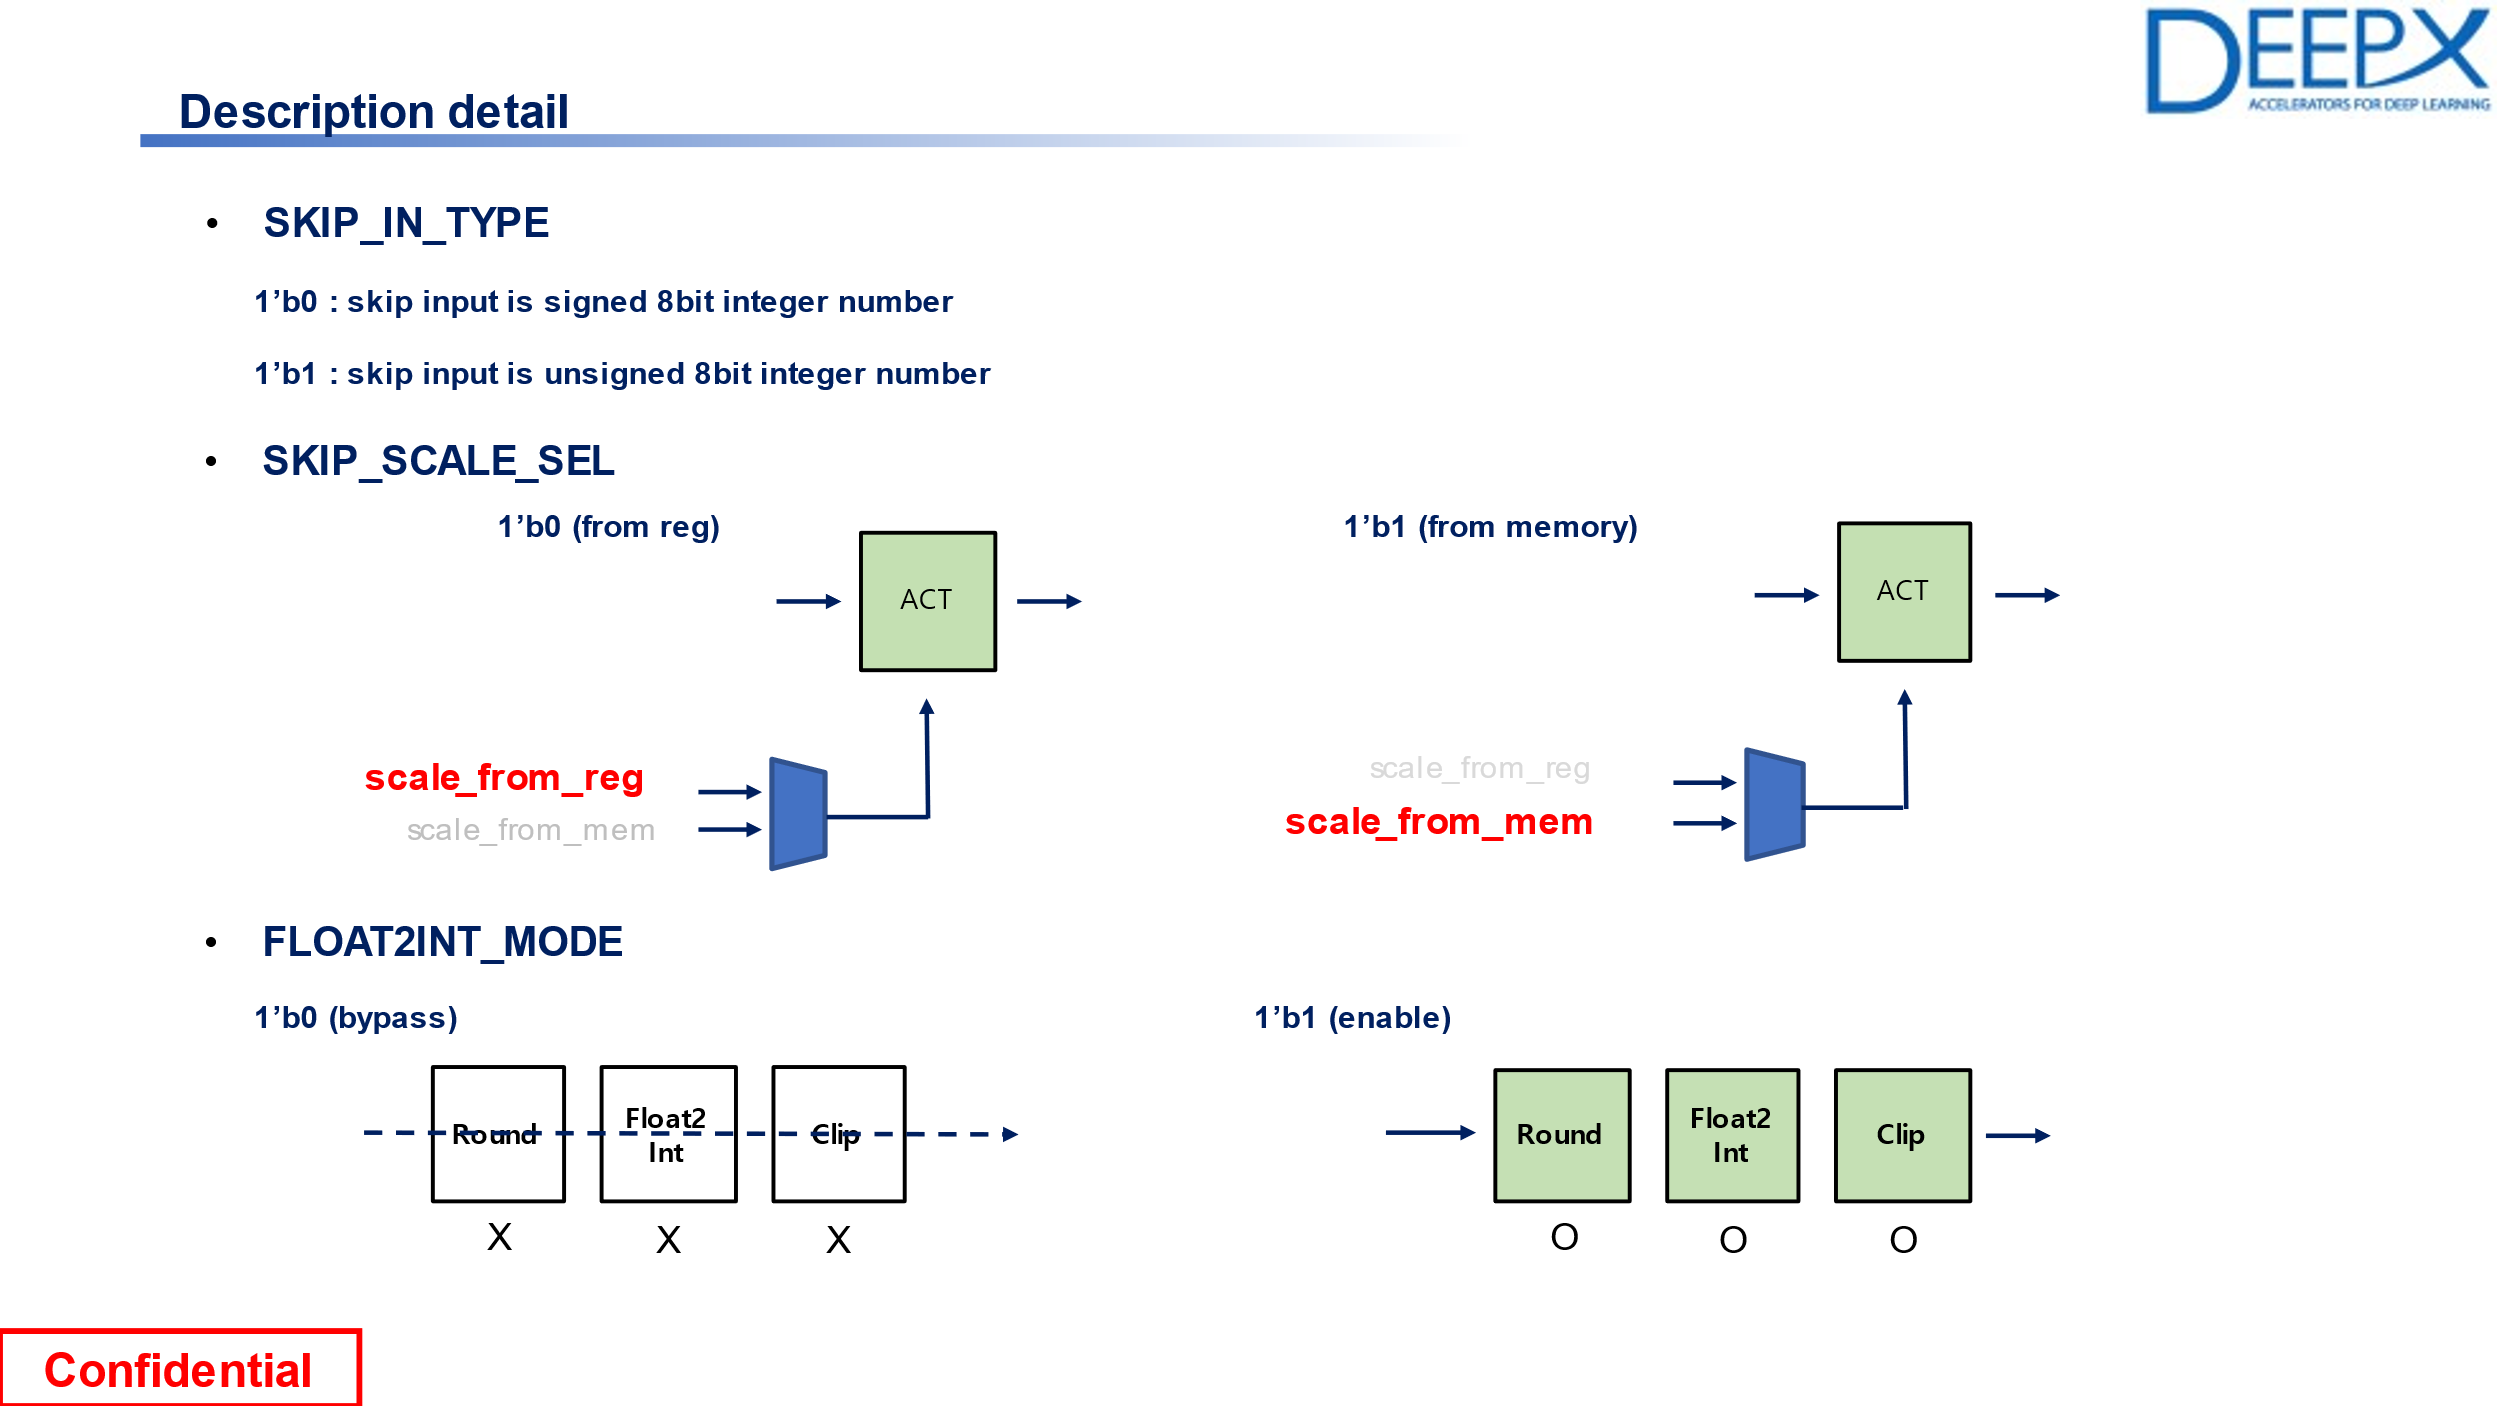 DEEPX
ACCELERATORS FOR DEEP LEARNING
Description detail
• SKIP_IN_TYPE
1’b0 : skip input is signed 8bit integer number
1’b1 : skip input is unsigned 8bit integer number
• SKIP_SCALE_SEL
1’b0 (from reg)
ACT
scale_from_reg
scale_from_mem
1’b1 (from memory)
ACT
scale_from_reg
scale_from_mem
• FLOAT2INT_MODE
1’b0 (bypass)
Round
Float2
Int
Clip
X X X
1’b1 (enable)
Round
Float2
Int
Clip
O O O
Confidential